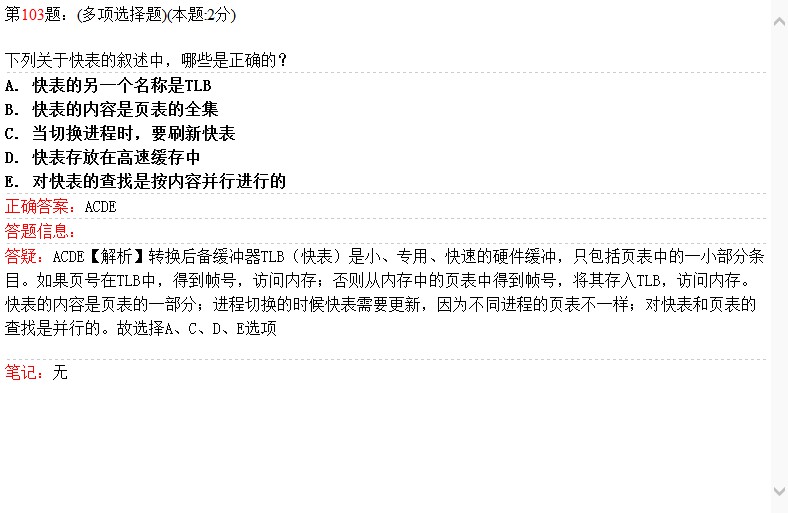 第103题: (多项选择题)(本题:2分)
下列关于快表的叙述中，哪些是正确的？
A. 快表的另一个名称是TLB
B. 快表的内容是页表的全集
C. 当切换进程时，要刷新快表
D. 快表存放在高速缓存中
E. 对快表的查找是按内容并行进行的
正确答案: ACDE
答题信息:
答疑: ACDE【解析】转换后备缓冲器TLB（快表）是小、专用、快速的硬件缓冲，只包括页表中的一小部分条
目。如果页号在TLB中，得到帧号，访问内存；否则从内存中的页表中得到帧号，将其存入TLB，访问内存。
快表的内容是页表的一部分；进程切换的时候快表需要更新，因为不同进程的页表不一样；对快表和页表的
查找是并行的。故选择A、C、D、E选项
笔记: 无